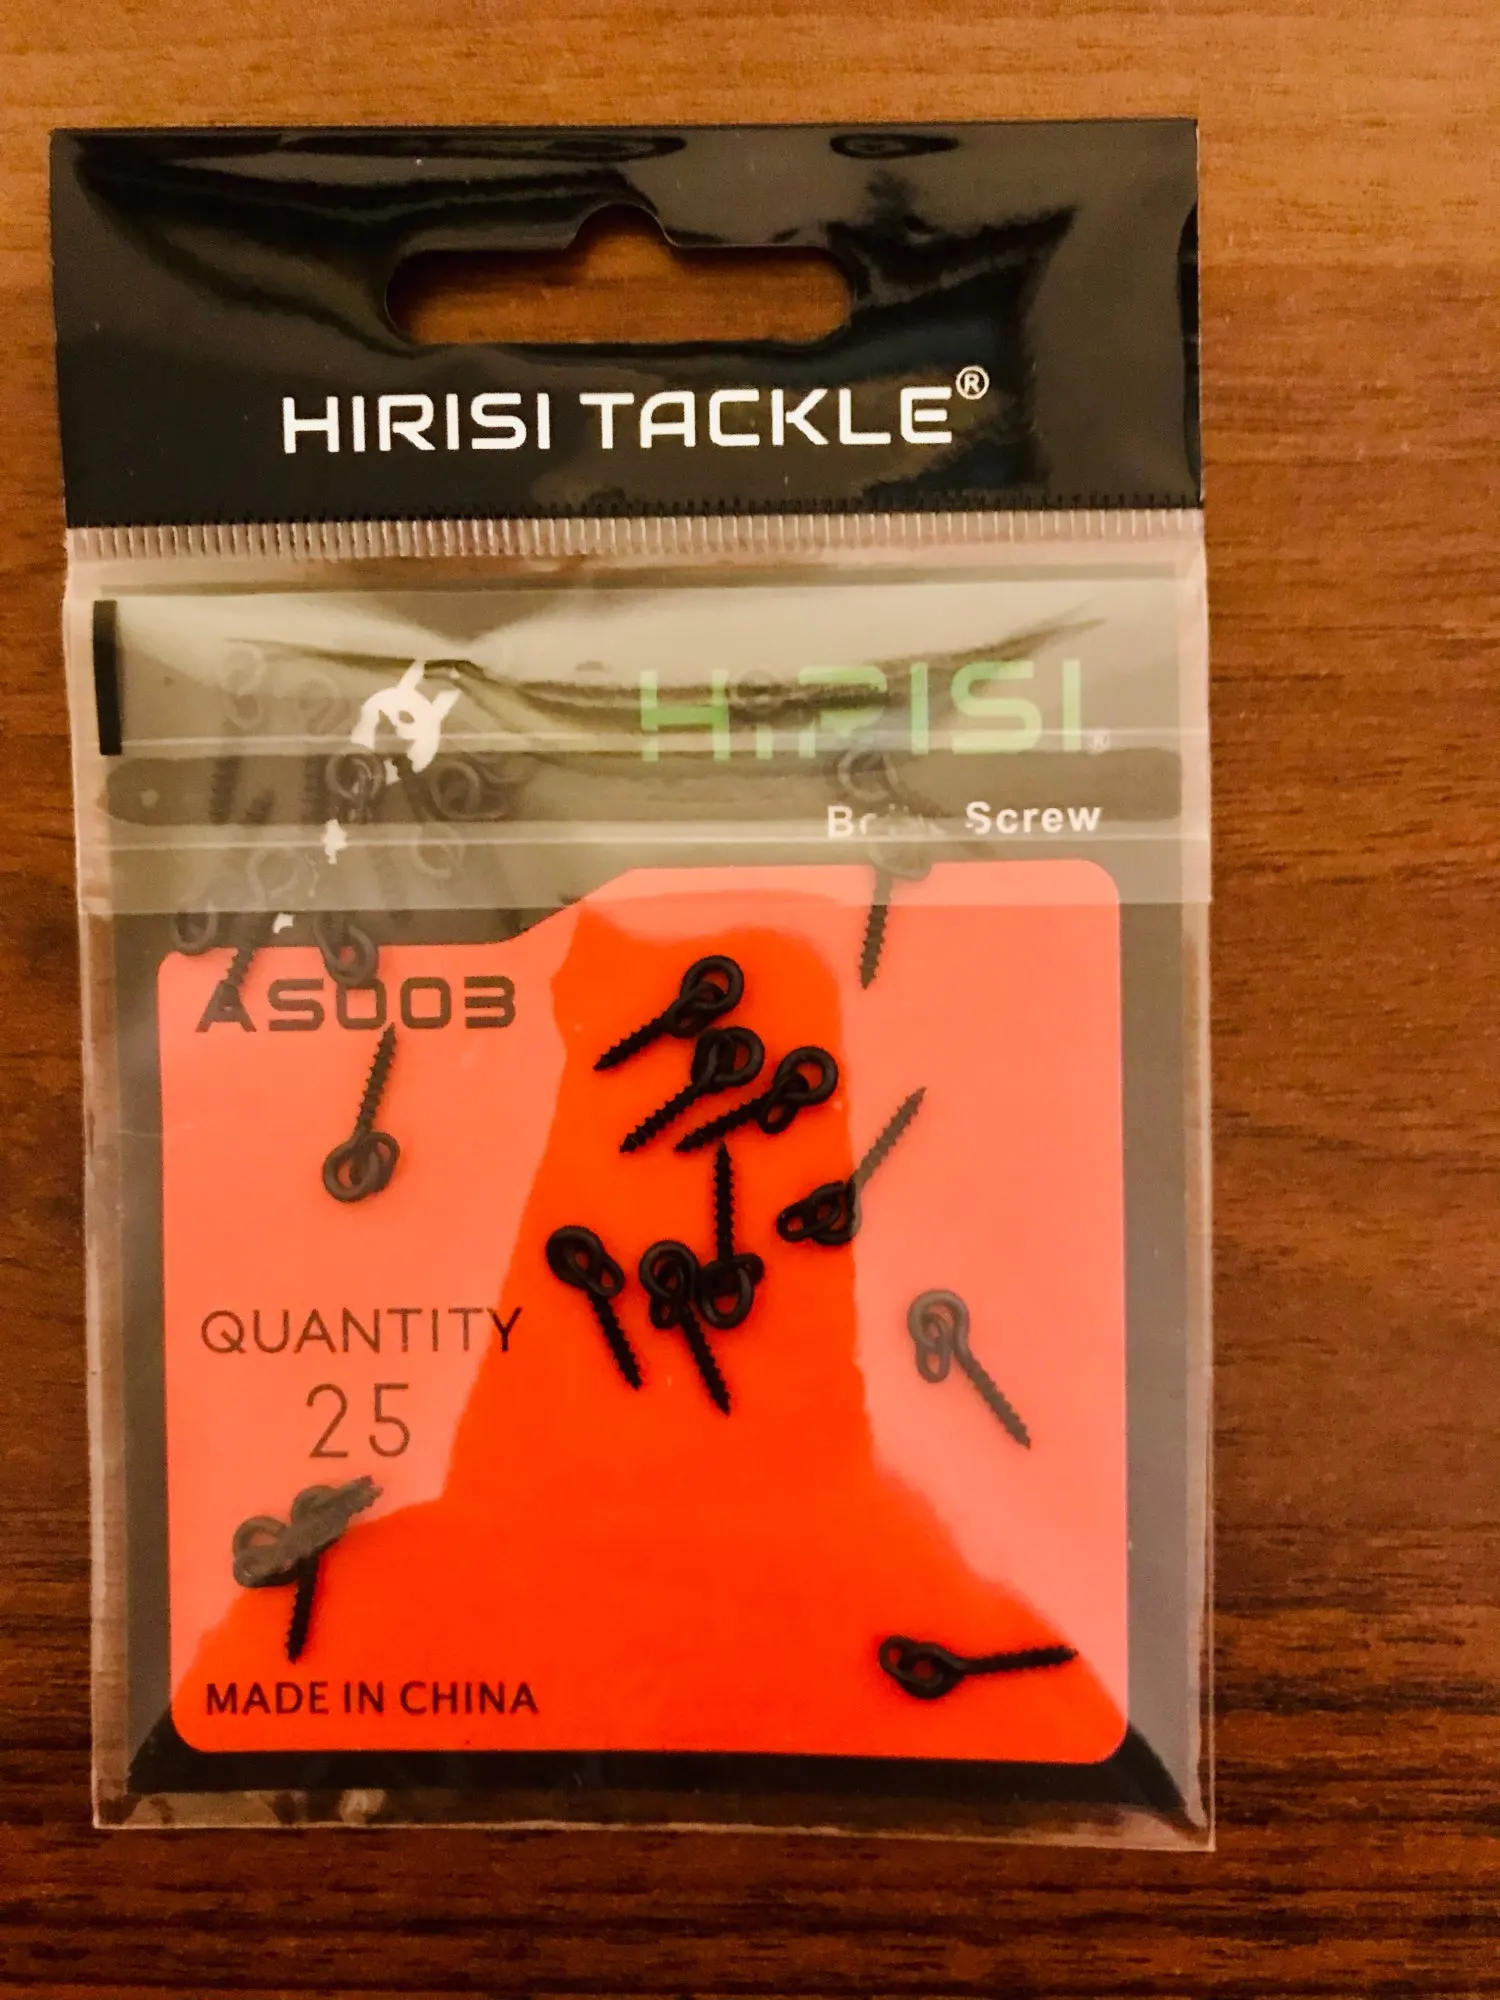 HIRISI TACKLE®
HIRISI®
Screw
AS003
QUANTITY
25
MADE IN CHINA